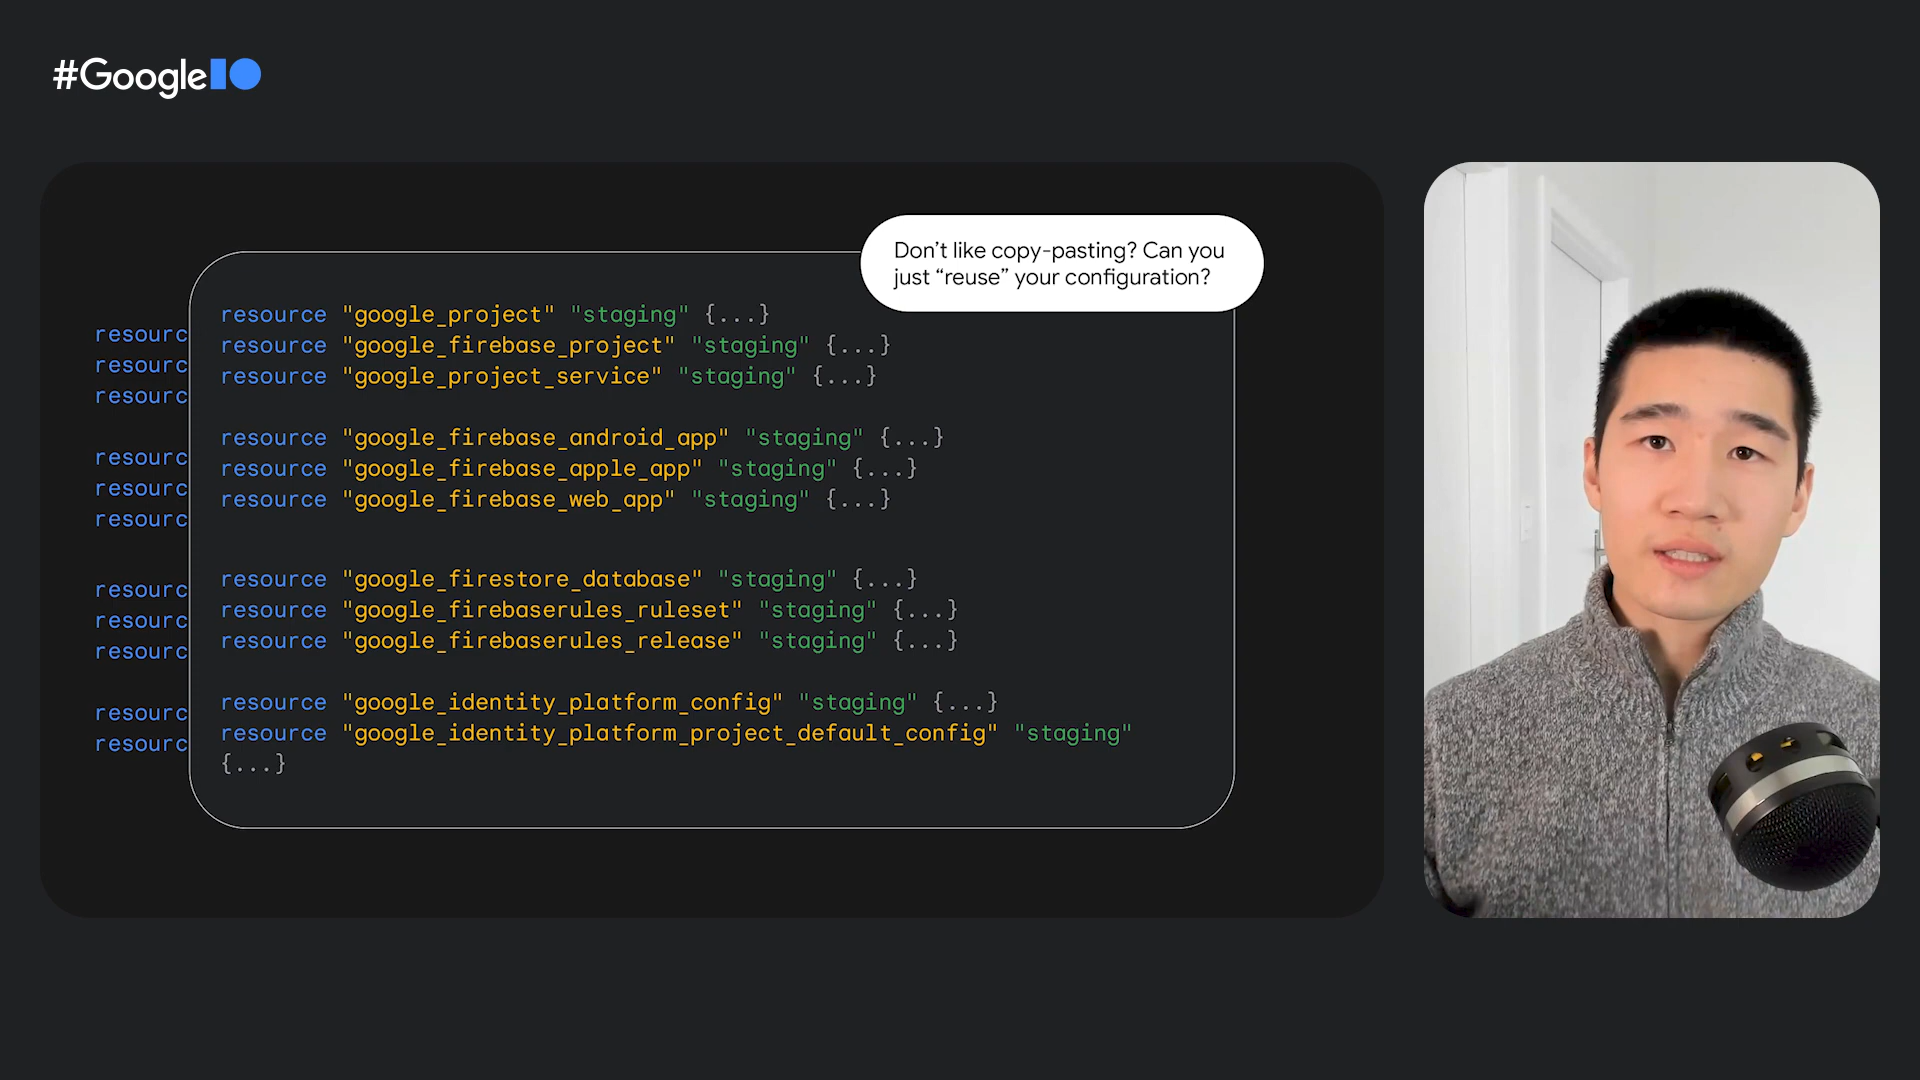 #GoogleIO
Don’t like copy-pasting? Can you
just “reuse” your configuration?
resource "google_project" "staging" {...}
resource "google_firebase_project" "staging" {...}
resource "google_project_service" "staging" {...}
resource "google_firebase_android_app" "staging" {...}
resource "google_firebase_apple_app" "staging" {...}
resource "google_firebase_web_app" "staging" {...}
resource "google_firestore_database" "staging" {...}
resource "google_firebaserules_ruleset" "staging" {...}
resource "google_firebaserules_release" "staging" {...}
resource "google_identity_platform_config" "staging" {...}
resource "google_identity_platform_project_default_config" "staging"
{...}
resourc
resourc
resourc
resourc
resourc
resourc
resourc
resourc
resourc
resourc
resourc